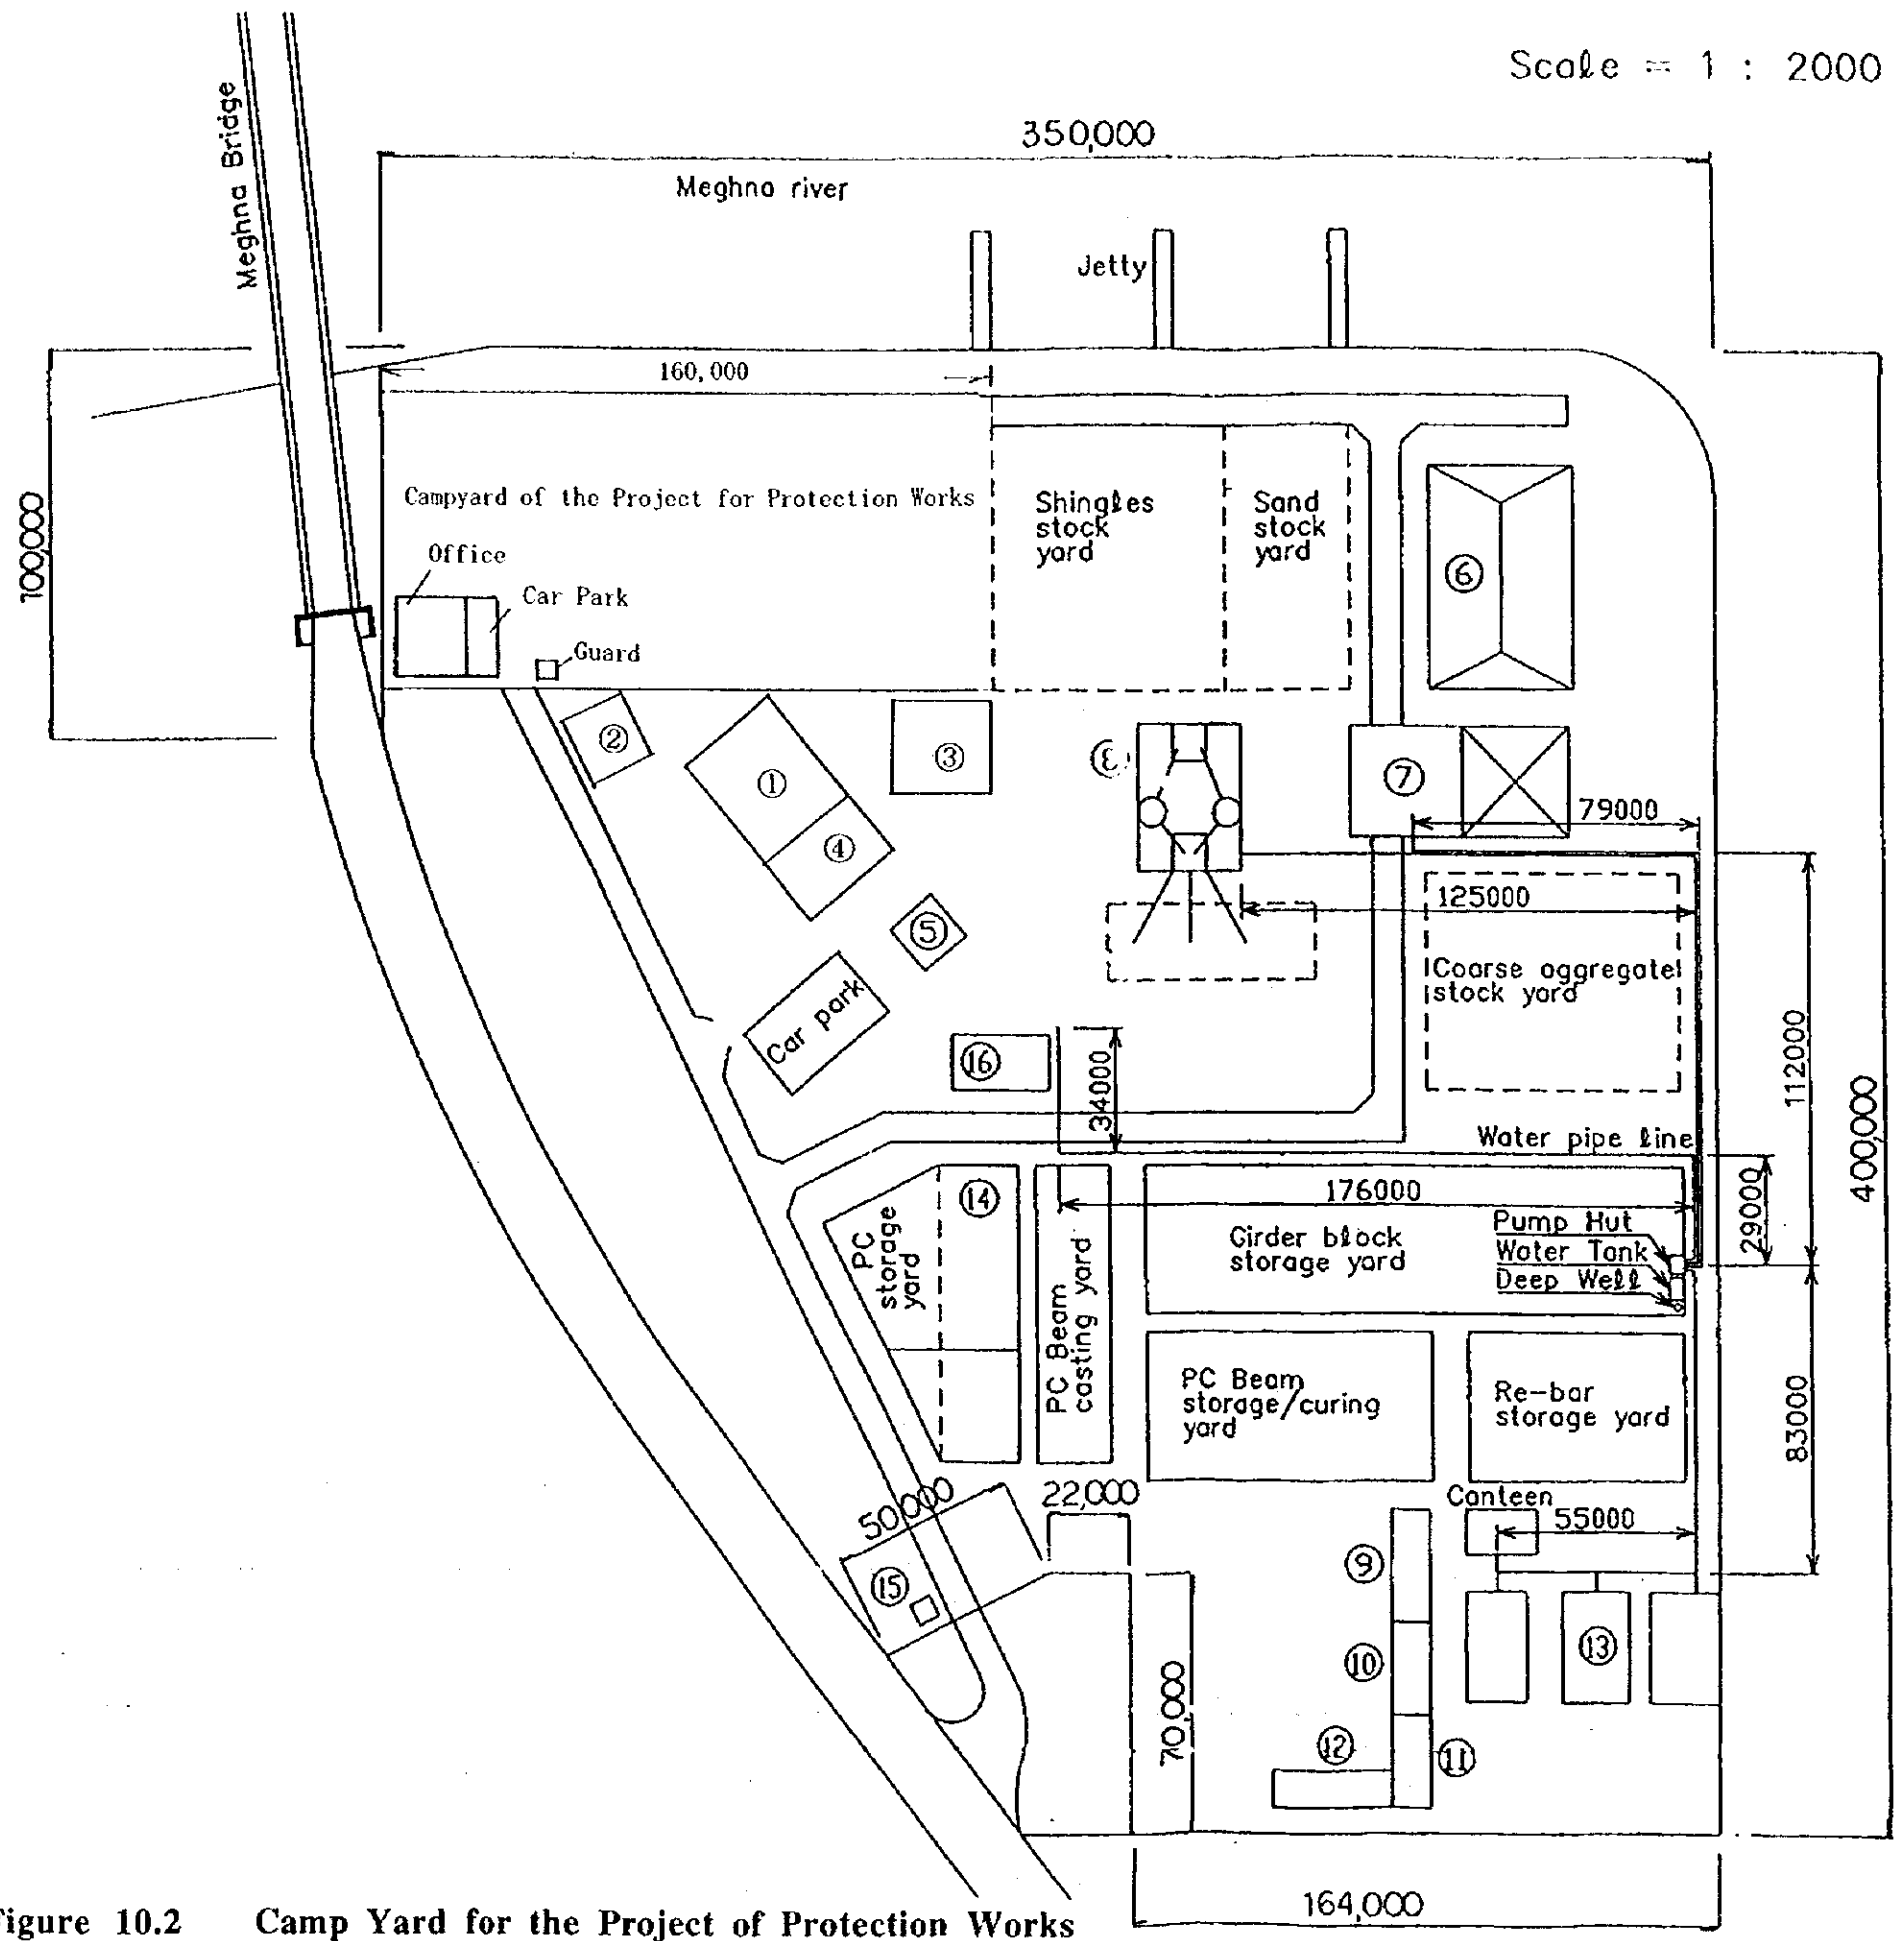 Scale = 1 : 2000
350,000
Meghna Bridge
Meghna river
Jetty
160,000
100,000
Campyard of the Project for Protection Works
Office
Car Park
Guard
Shingles
stock
yard
Sand
stock
yard
⑥
②
①
③
④
⑤
⑦
79000
125000
Coarse aggregate
stock yard
Car park
⑯
34000
112000
400,000
Water pipe line
29000
⑭
176000
PC
storage
yard
PC Beam
casting yard
Girder block
storage yard
Pump Hut
Water Tank
Deep Well
PC Beam
storage/curing
yard
Re-bar
storage yard
83000
50,000
22,000
Canteen
55000
⑮
⑨
⑩
⑬
70,000
⑫
⑪
164,000
Figure 10.2 Camp Yard for the Project of Protection Works